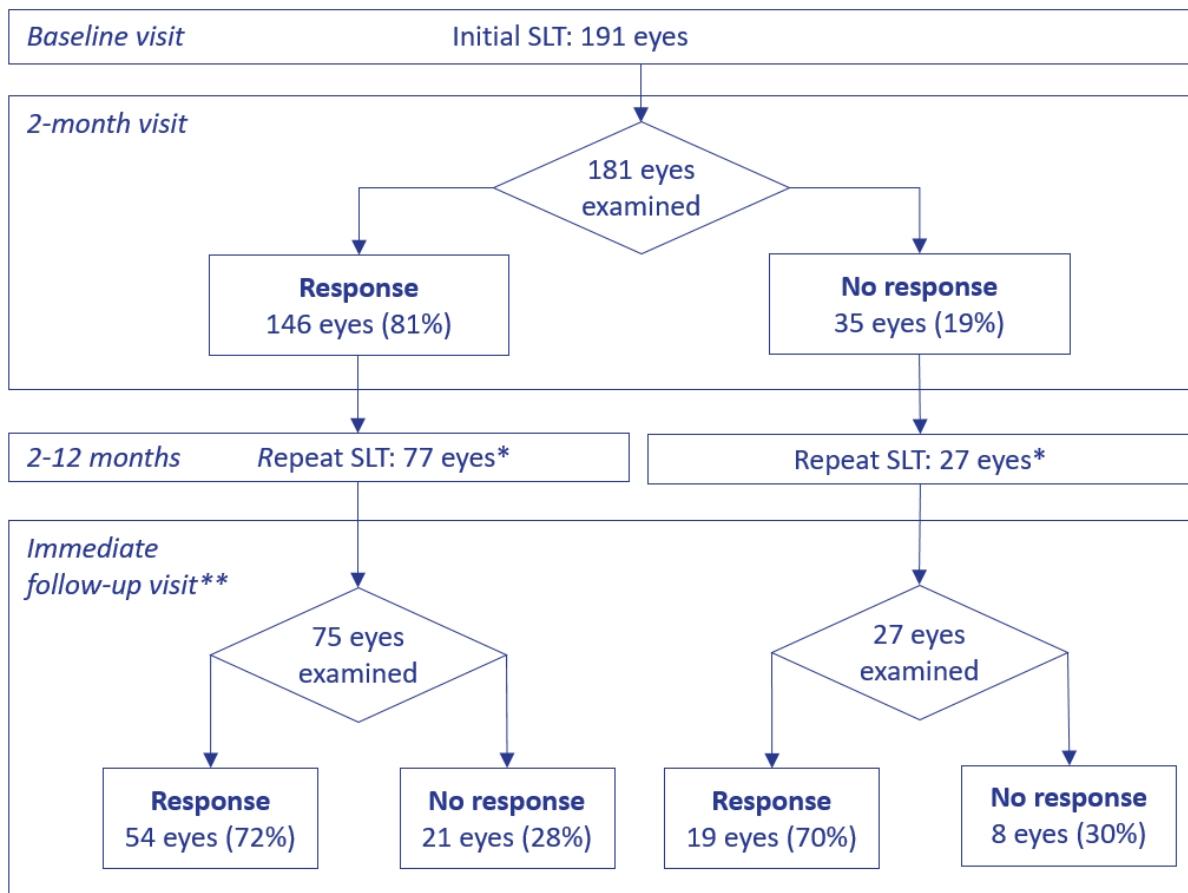 Baseline visit
Initial SLT: 191 eyes
2-month visit
181 eyes
examined
Response
146 eyes (81%)
No response
35 eyes (19%)
2-12 months
Repeat SLT: 77 eyes*
Repeat SLT: 27 eyes*
Immediate
follow-up visit**
75 eyes
examined
27 eyes
examined
Response
54 eyes (72%)
No response
21 eyes (28%)
Response
19 eyes (70%)
No response
8 eyes (30%)